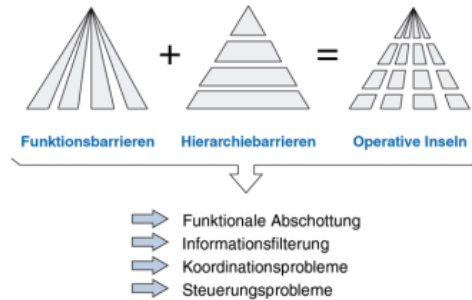 + =
Funktionsbarrieren Hierarchiebarrieren Operative Inseln
Funktionale Abschottung
Informationsfilterung
Koordinationsprobleme
Steuerungsprobleme